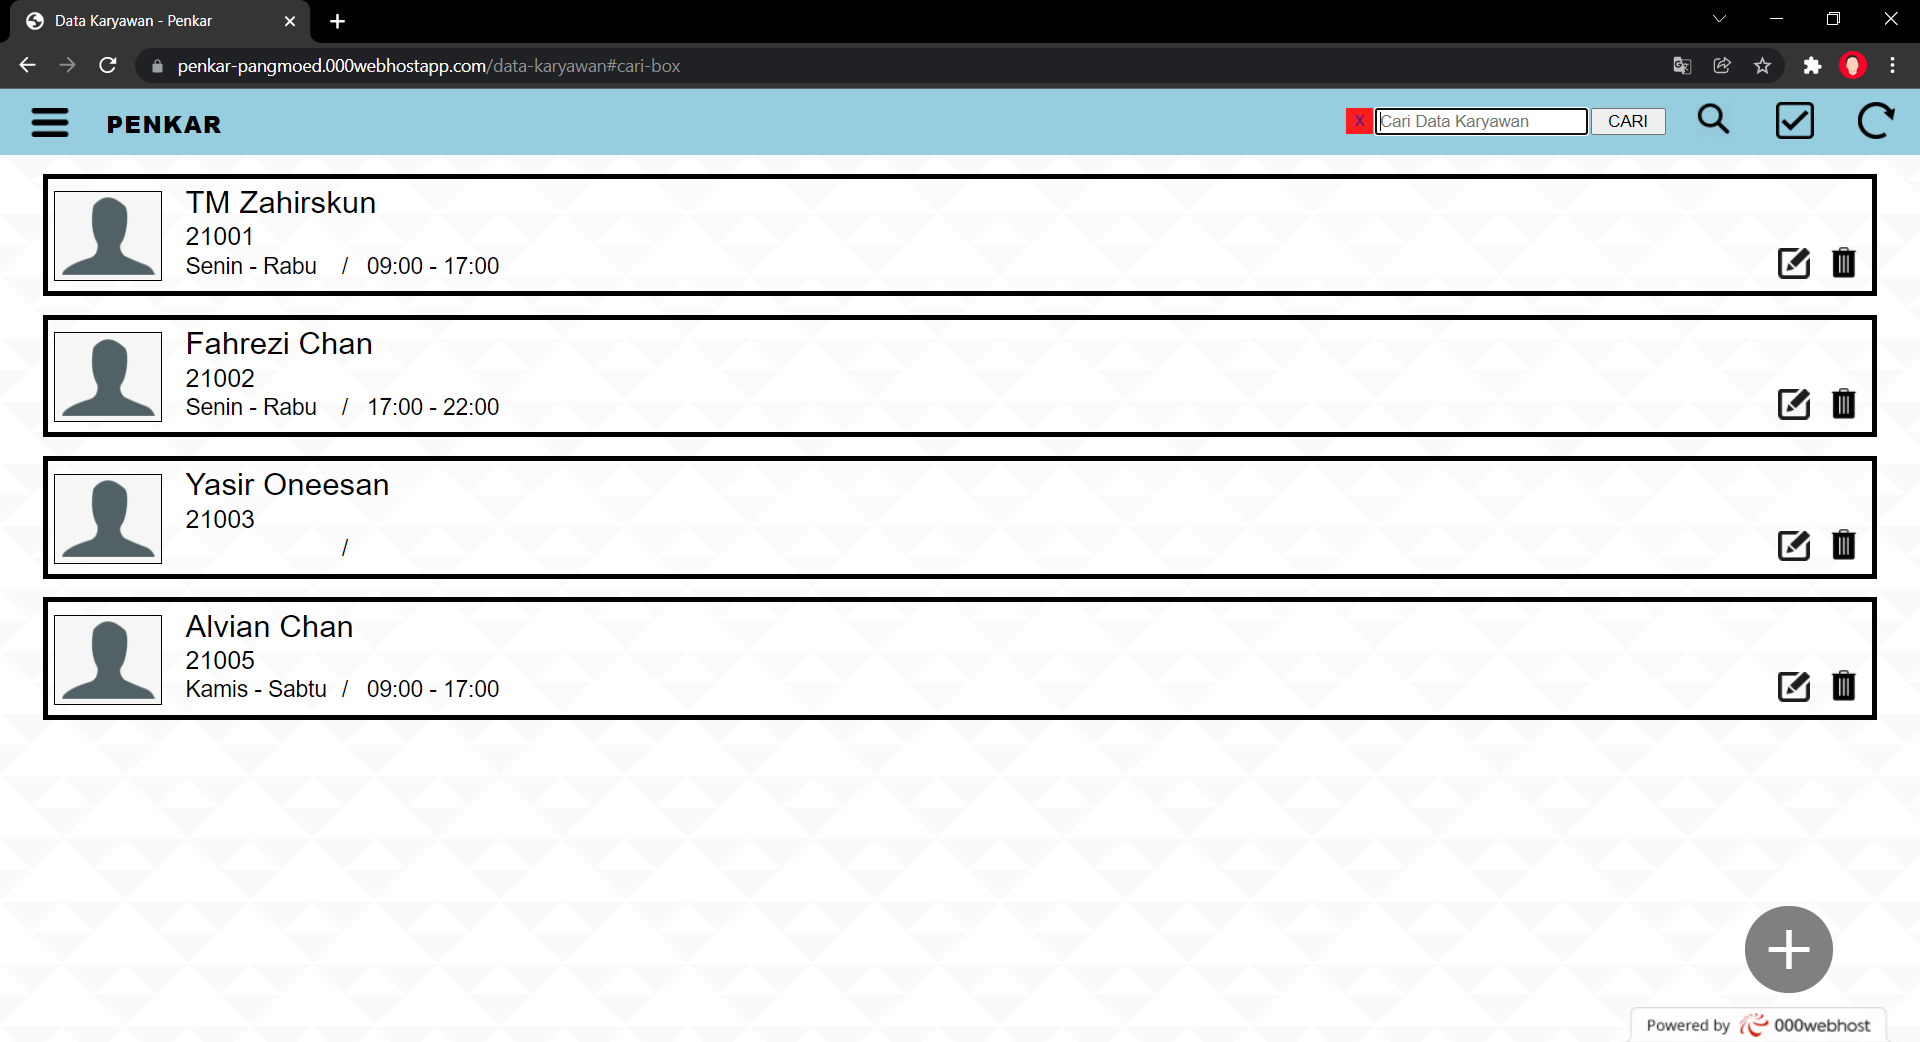 Data Karyawan - Penkar
penkar-pangmoed.000webhostapp.com/data-karyawan#cari-box
PENKAR
X
Cari Data Karyawan
CARI
TM Zahirskun
21001
Senin - Rabu / 09:00 - 17:00
Fahrezi Chan
21002
Senin - Rabu / 17:00 - 22:00
Yasir Oneesan
21003
/
Alvian Chan
21005
Kamis - Sabtu / 09:00 - 17:00
Powered by 000webhost